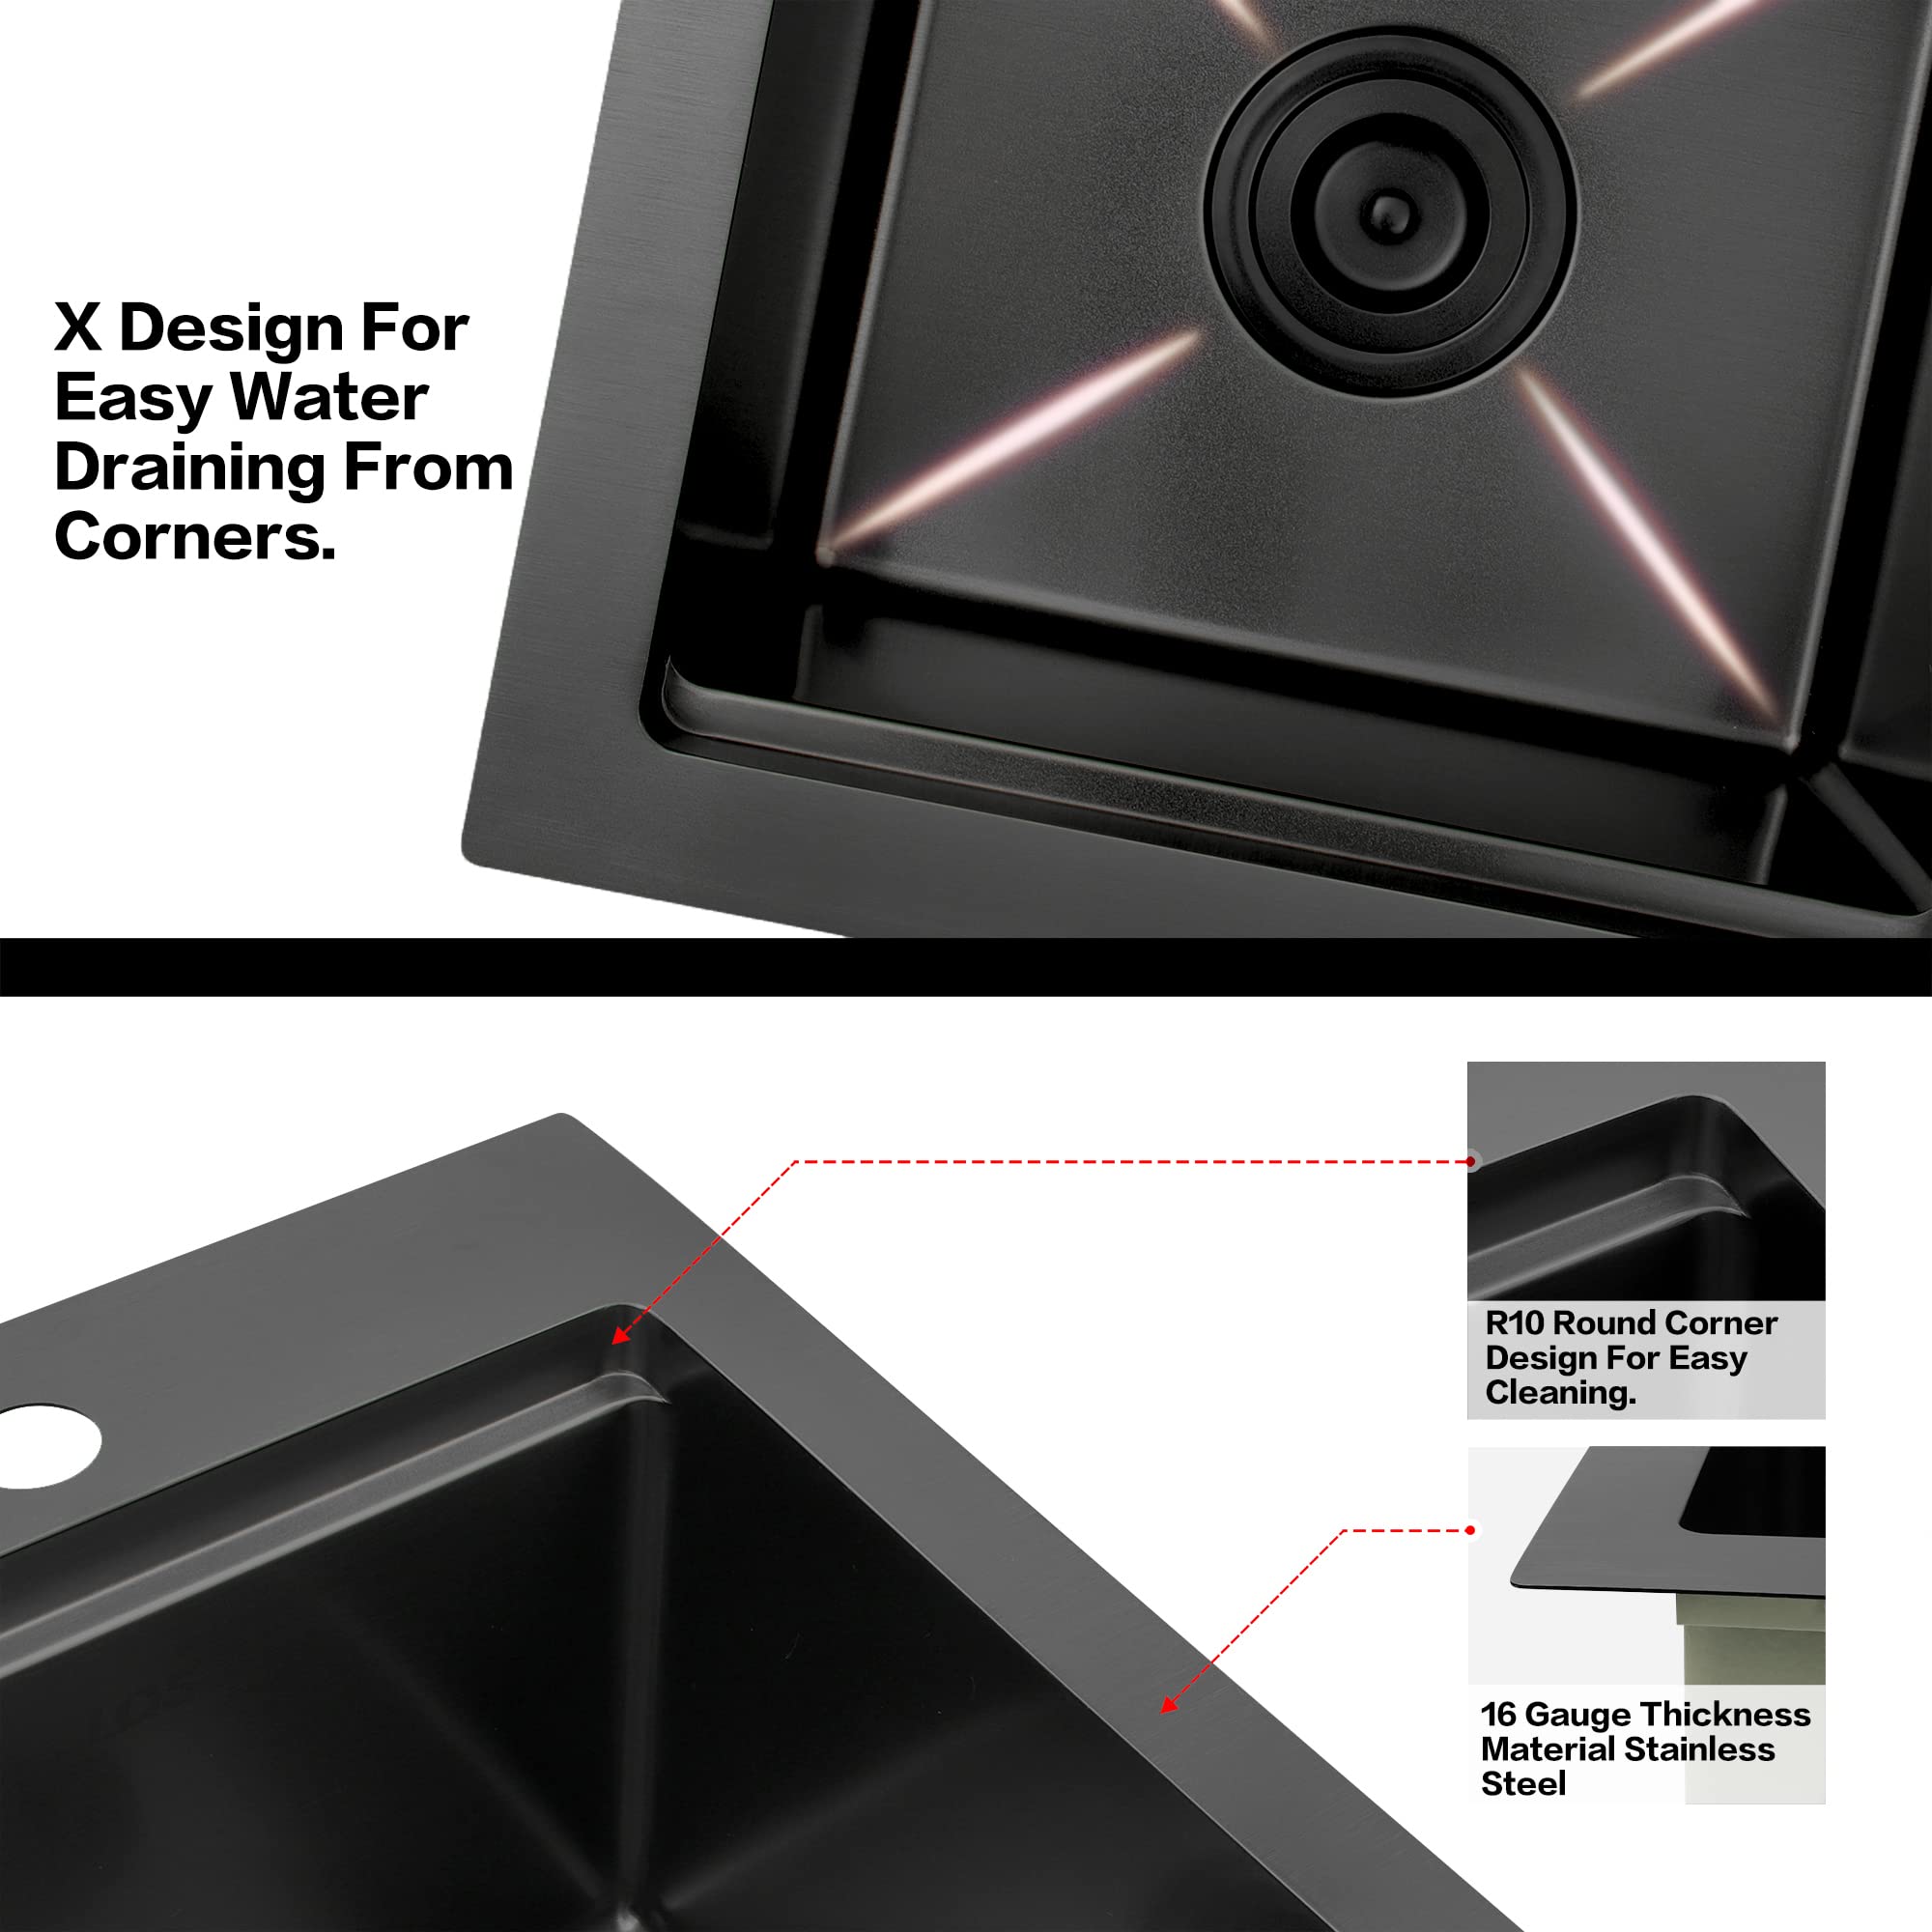 X Design For
Easy Water
Draining From
Corners.
R10 Round Corner
Design For Easy
Cleaning.
16 Gauge Thickness
Material Stainless
Steel